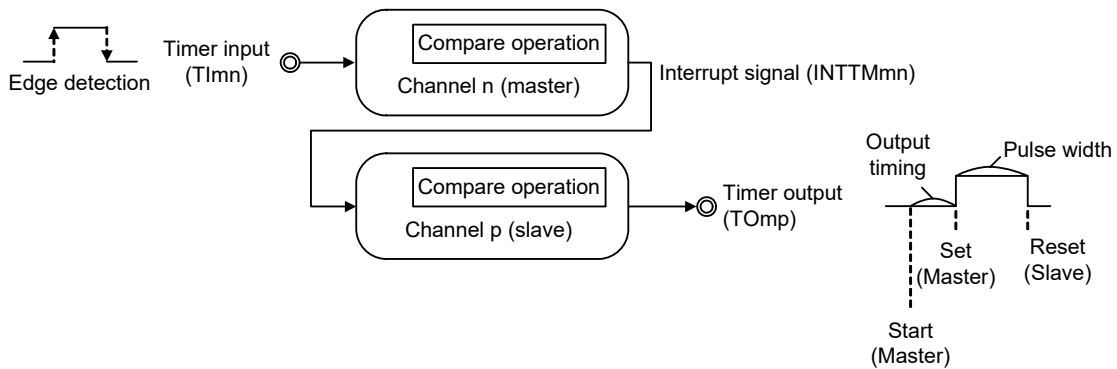 Compare operation
Channel n (master)
Timer input
(TImn)
Edge detection
Interrupt signal (INTTMmn)
Compare operation
Channel p (slave)
Timer output
(TOmp)
Output
timing
Pulse width
Set
(Master)
Reset
(Slave)
Start
(Master)